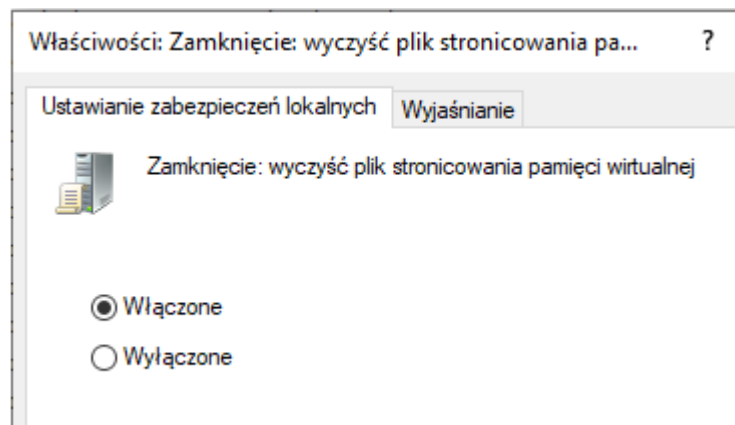 Właściwości: Zamknięcie: wyczyść plik stronicowania pa... ?
Ustawianie zabezpieczeń lokalnych Wyjaśnianie
Zamknięcie: wyczyść plik stronicowania pamięci wirtualnej
Włączone
Wyłączone